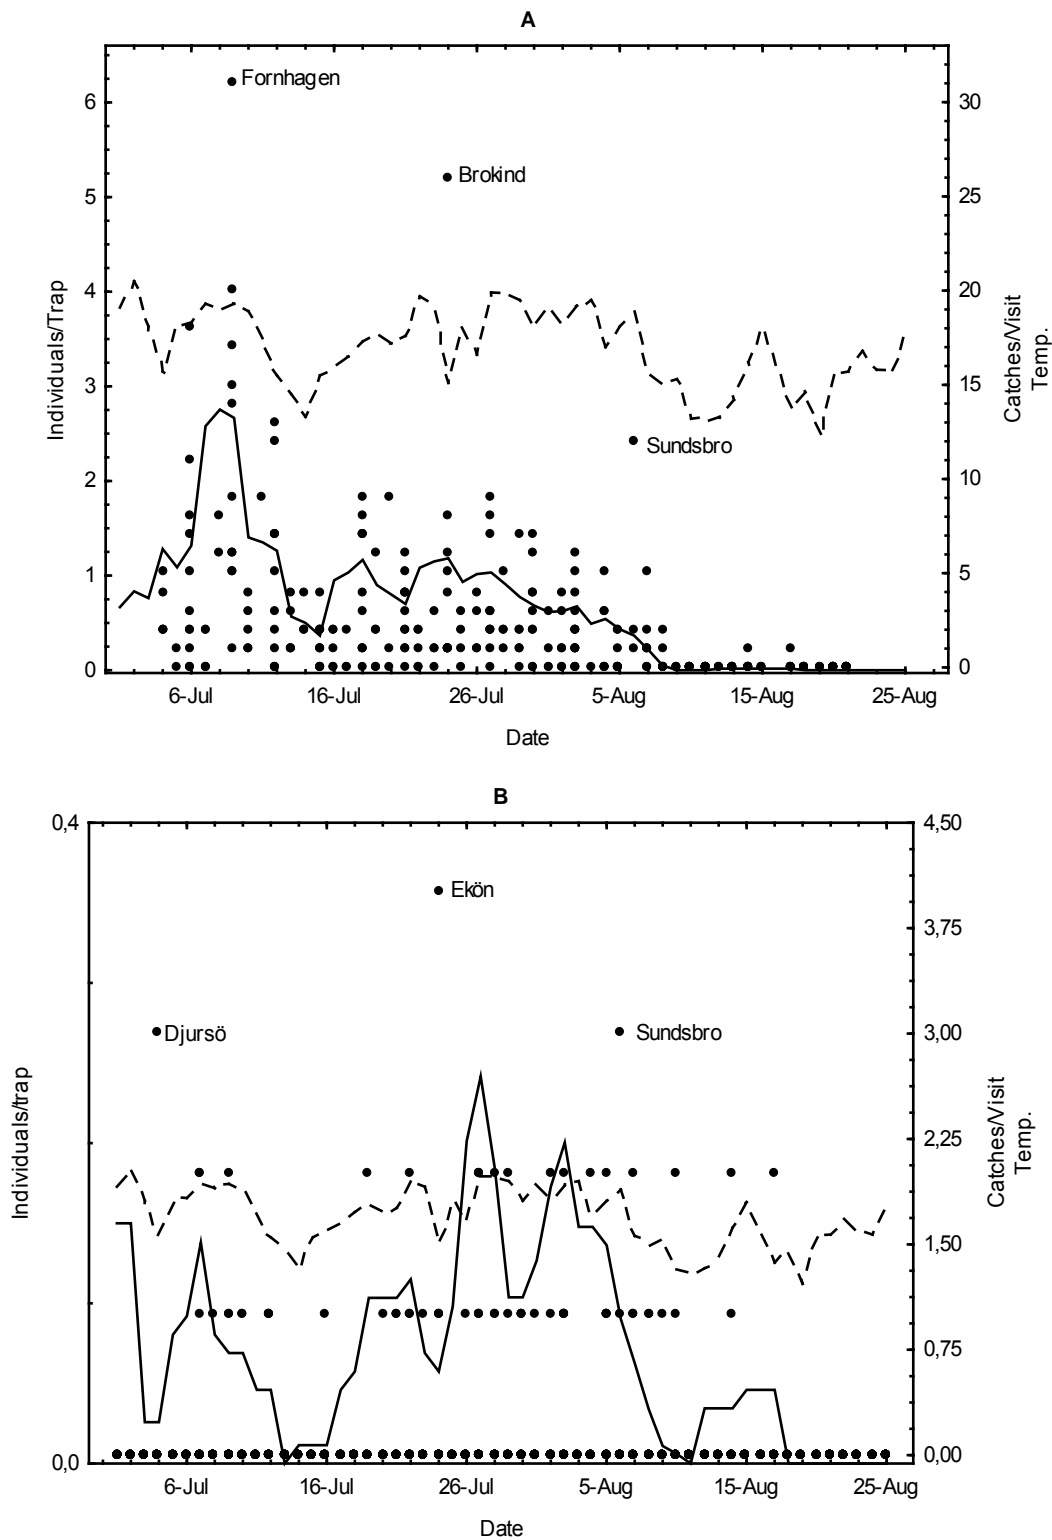 A
Fornhagen
6
30
Brokind
5
25
4
20
Individuals/Trap
Catches/Visit
Temp.
3
15
Sundsbro
2
10
1
5
0
0
6-Jul 16-Jul 26-Jul 5-Aug 15-Aug 25-Aug
Date
B
0,4
4,50
Ekön
3,75
Djursö
Sundsbro
3,00
Individuals/trap
Catches/Visit
Temp.
2,25
1,50
0,75
0,0
0,00
6-Jul 16-Jul 26-Jul 5-Aug 15-Aug 25-Aug
Date